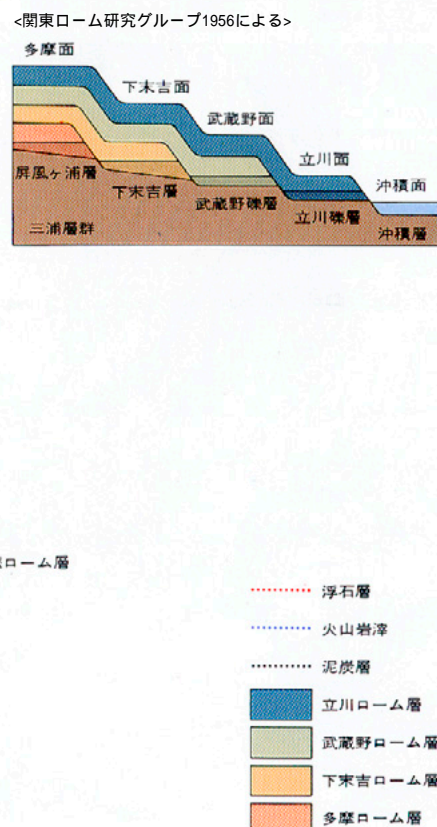 <関東ローム研究グループ1956による>
多摩面
下末吉面
武蔵野面
立川面
沖積面
屏風ヶ浦層
下末吉層
武蔵野礫層
立川礫層
沖積層
三浦層群
ローム層
浮石層
火山岩滓
泥炭層
立川ローム層
武蔵野ローム層
下末吉ローム層
多摩ローム層